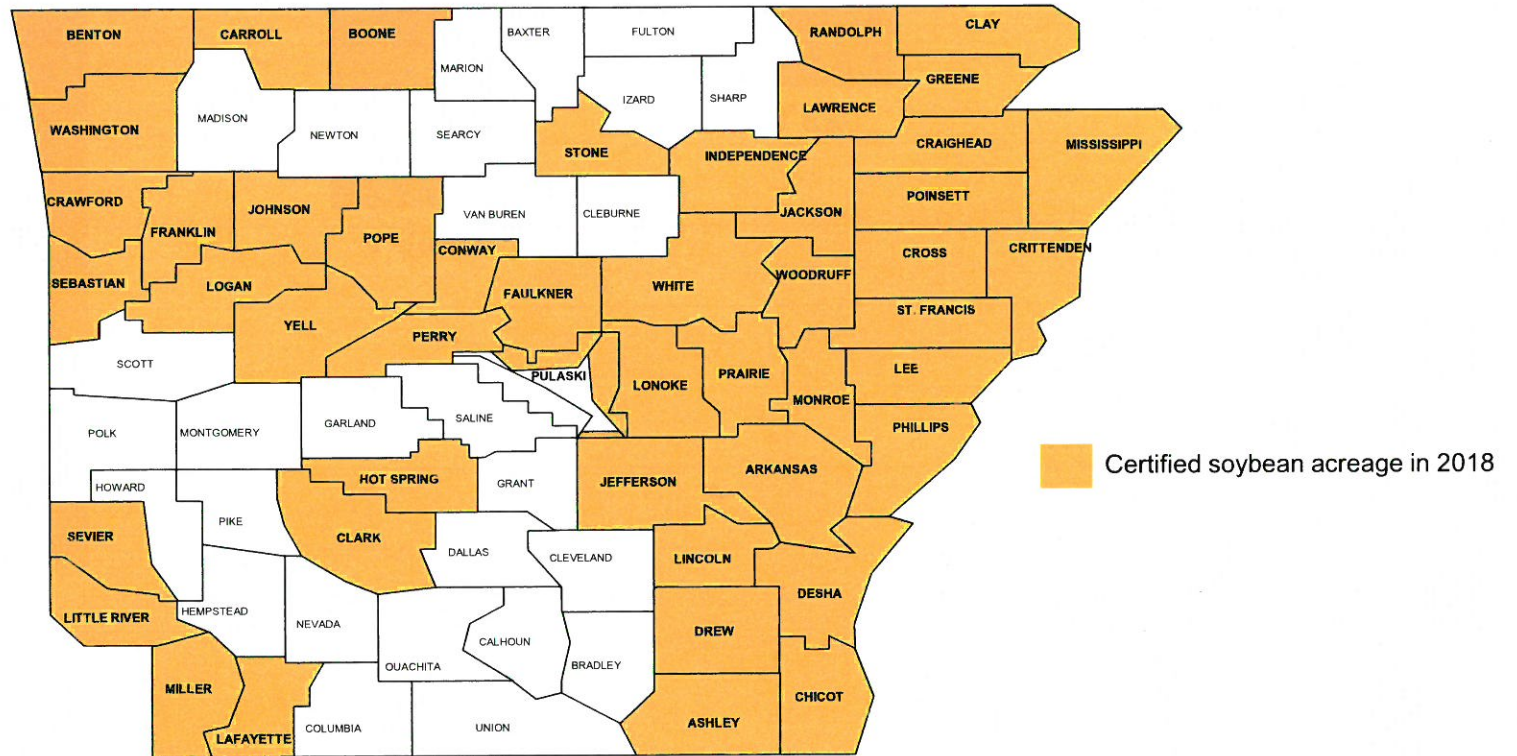 BENTON
CARROLL
BOONE
BAXTER
FULTON
RANDOLPH
CLAY
MARION
IZARD
SHARP
GREENE
LAWRENCE
WASHINGTON
MADISON
NEWTON
SEARCY
STONE
INDEPENDENCE
CRAIGHEAD
MISSISSIPPI
CRAWFORD
FRANKLIN
JOHNSON
POPE
VAN BUREN
CLEBURNE
JACKSON
POINSETT
SEBASTIAN
LOGAN
CONWAY
FAULKNER
WHITE
WOODRUFF
CROSS
CRITTENDEN
ST. FRANCIS
YELL
PERRY
SCOTT
PULASKI
LONOKE
PRAIRIE
MONROE
LEE
POLK
MONTGOMERY
GARLAND
SALINE
PHILLIPS
HOWARD
PIKE
HOT SPRING
GRANT
JEFFERSON
ARKANSAS
Certified soybean acreage in 2018
SEVIER
CLARK
DALLAS
CLEVELAND
LINCOLN
DESHA
LITTLE RIVER
HEMPSTEAD
NEVADA
OUACHITA
CALHOUN
BRADLEY
DREW
MILLER
LAFAYETTE
COLUMBIA
UNION
ASHLEY
CHICOT